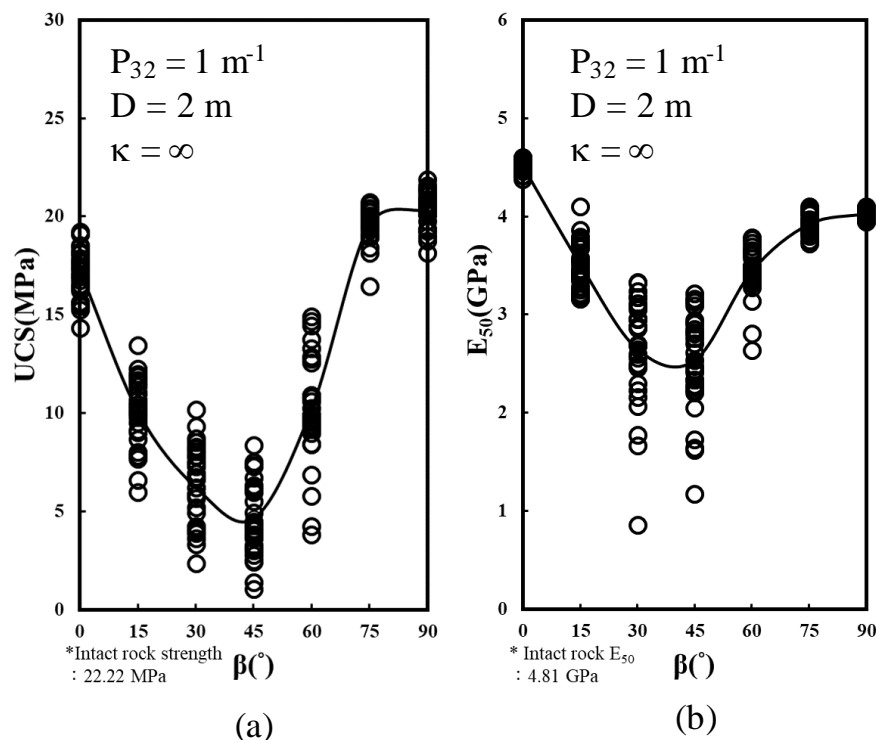 P₃₂ = 1 m⁻¹
D = 2 m
κ = ∞
UCS(MPa)
30
25
20
15
10
5
0
0 15 30 45 60 75 90
β(°)
*Intact rock strength
: 22.22 MPa
(a)
P₃₂ = 1 m⁻¹
D = 2 m
κ = ∞
E₅₀(GPa)
6
5
4
3
2
1
0
0 15 30 45 60 75 90
β(°)
* Intact rock E₅₀
: 4.81 GPa
(b)